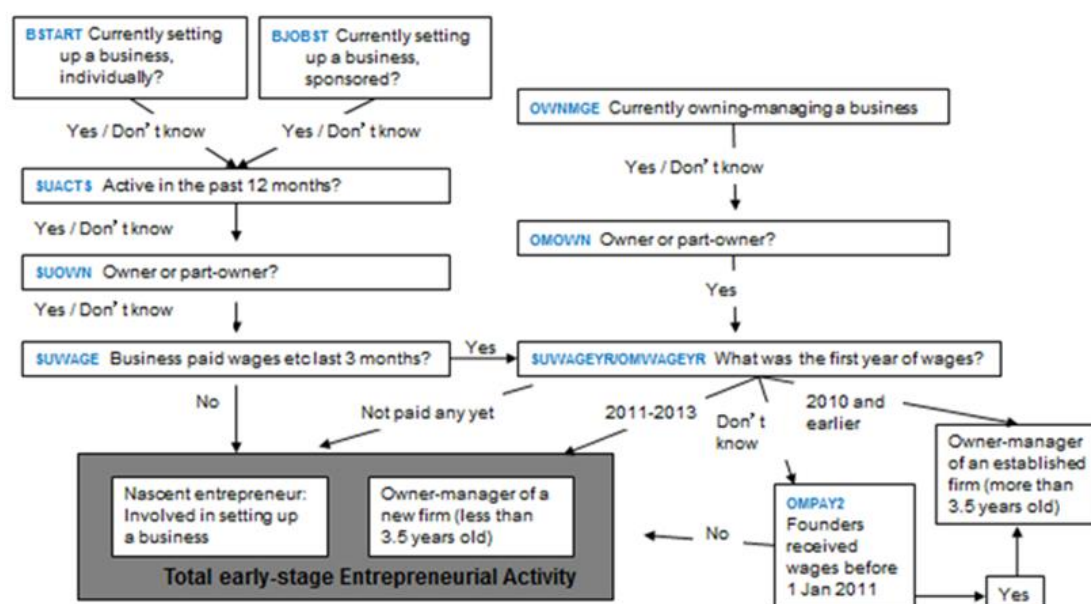 BSTART Currently setting
up a business,
individually?
BJOBST Currently setting
up a business,
sponsored?
OWNMGE Currently owning-managing a business
Yes / Don't know
Yes / Don't know
Yes / Don't know
SUACTS Active in the past 12 months?
Yes / Don't know
OMOWN Owner or part-owner?
SUOWN Owner or part-owner?
Yes / Don't know
Yes
SUWAGE Business paid wages etc last 3 months?
Yes
SUWAGEYR/OMWAGEYR What was the first year of wages?
No
Not paid any yet
2011-2013
Don't
know
2010 and
earlier
Owner-manager
of an established
firm (more than
3.5 years old)
Nascent entrepreneur:
Involved in setting up
a business
Owner-manager of a
new firm (less than
3.5 years old)
Total early-stage Entrepreneurial Activity
No
OMPAY2
Founders
received
wages before
1 Jan 2011
Yes